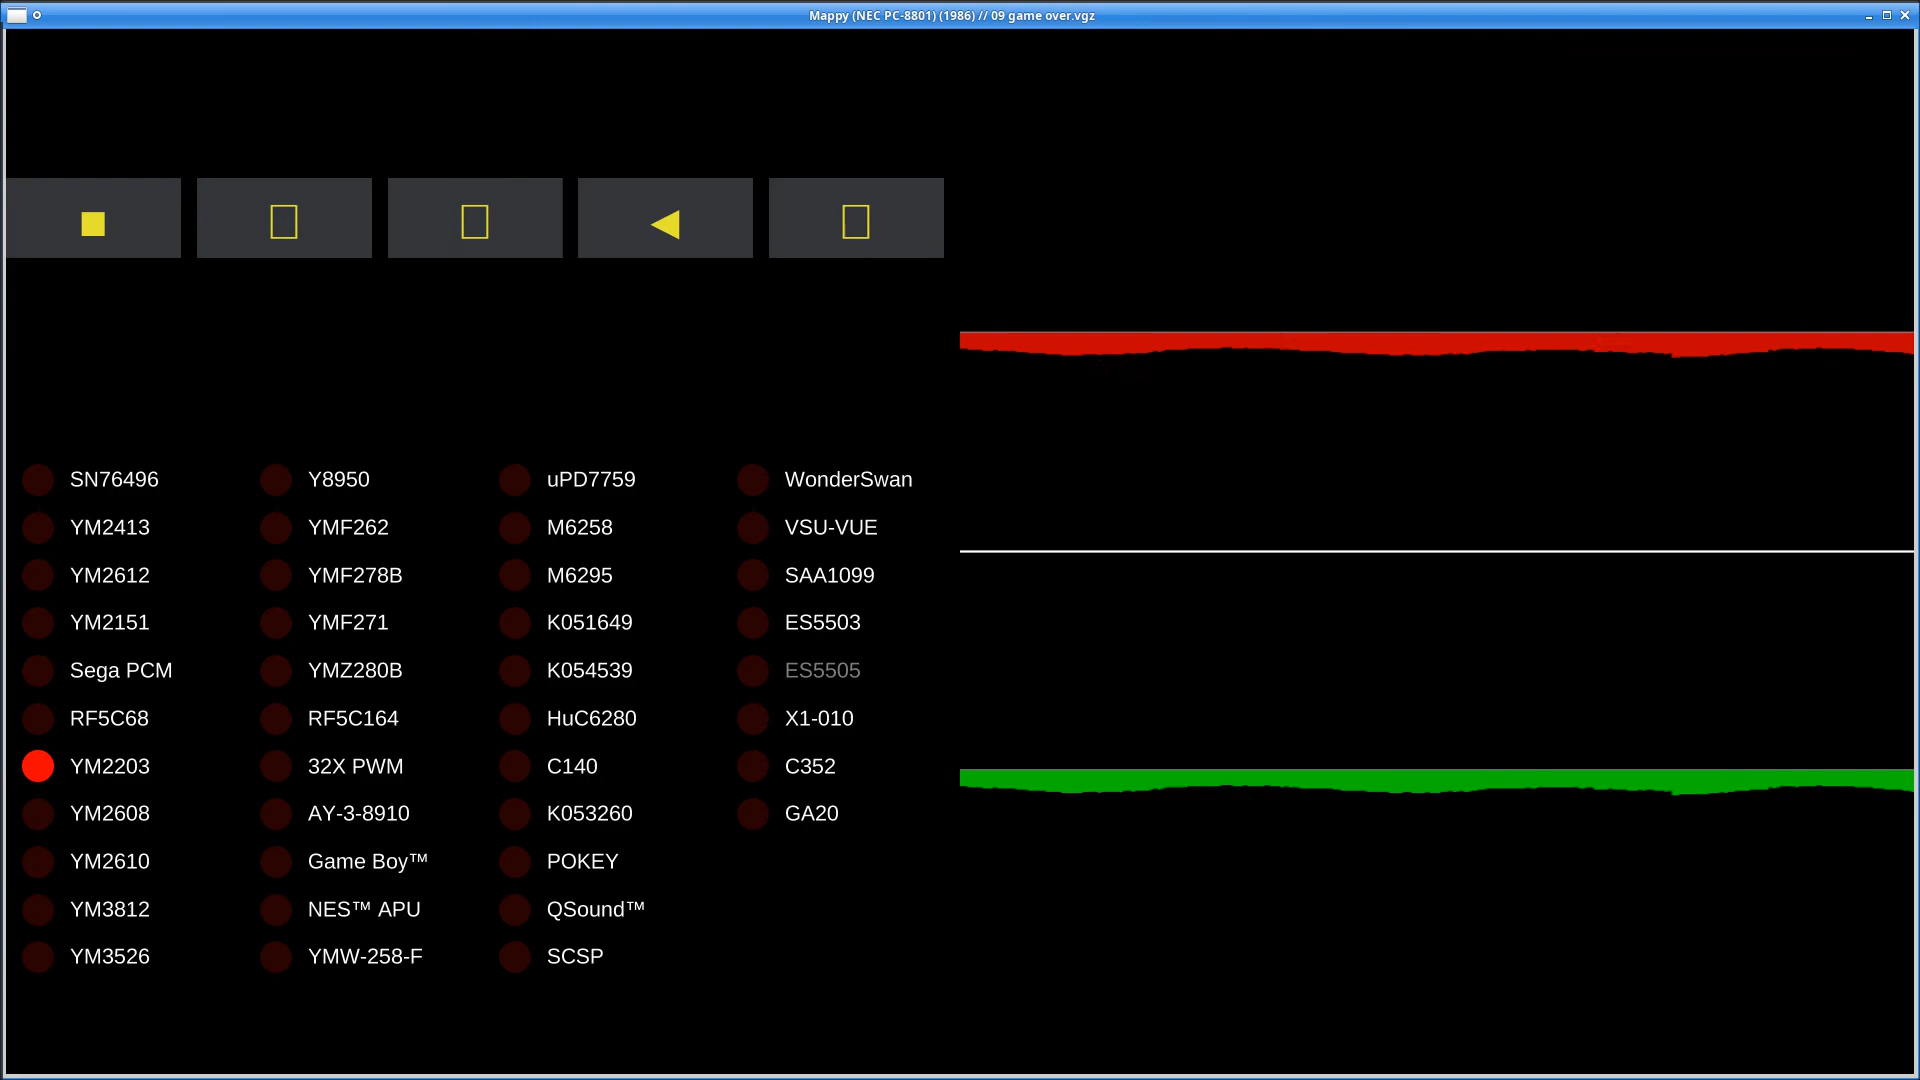 Mappy (NEC PC-8801) (1986) // 09 game over.vgz
SN76496
YM2413
YM2612
YM2151
Sega PCM
RF5C68
YM2203
YM2608
YM2610
YM3812
YM3526
Y8950
YMF262
YMF278B
YMF271
YMZ280B
RF5C164
32X PWM
AY-3-8910
Game Boy™
NES™ APU
YMW-258-F
uPD7759
M6258
M6295
K051649
K054539
HuC6280
C140
K053260
POKEY
QSound™
SCSP
WonderSwan
VSU-VUE
SAA1099
ES5503
ES5505
X1-010
C352
GA20